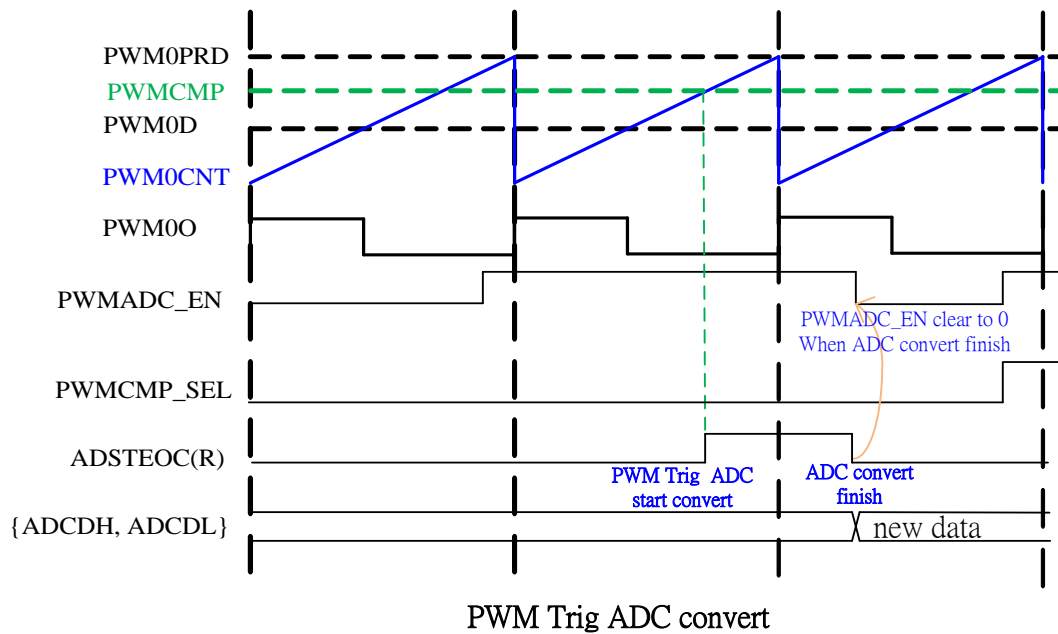 PWM0PRD
PWMCMP
PWM0D
PWM0CNT
PWM0O
PWMADC_EN
PWMADC_EN clear to 0
When ADC convert finish
PWMCMP_SEL
ADSTEOC(R)
PWM Trig ADC
start convert
ADC convert
finish
{ADCDH, ADCDL}
new data
PWM Trig ADC convert